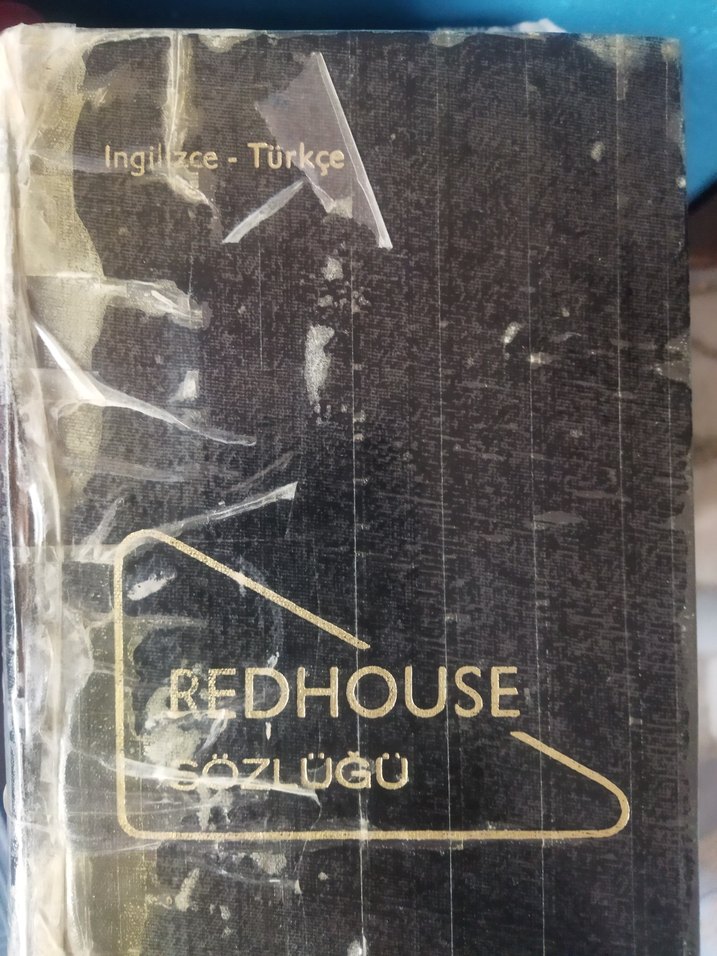 Ingilizce - Türkçe
REDHOUSE
SÖZLÜĞÜ